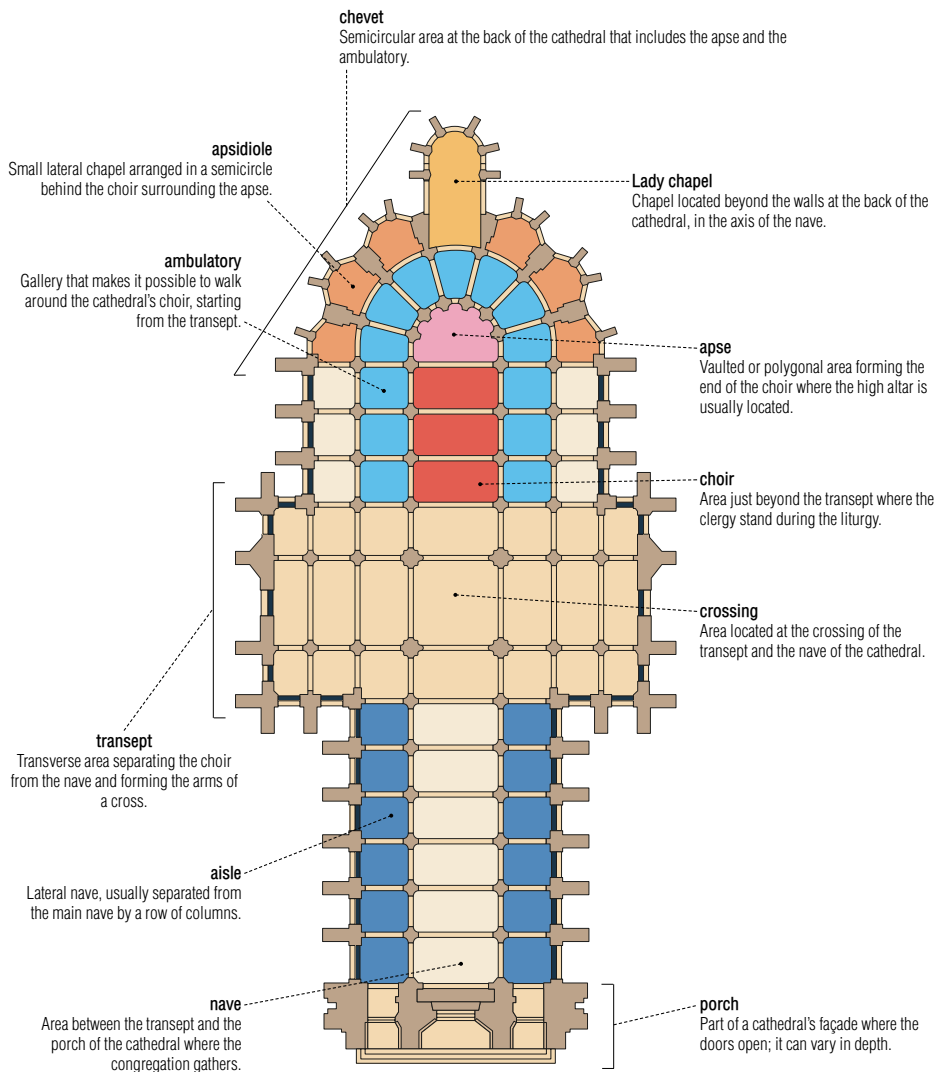 chevet
Semicircular area at the back of the cathedral that includes the apse and the
ambulatory.
apsidiole
Small lateral chapel arranged in a semicircle
behind the choir surrounding the apse.
Lady chapel
Chapel located beyond the walls at the back of the
cathedral, in the axis of the nave.
ambulatory
Gallery that makes it possible to walk
around the cathedral’s choir, starting
from the transept.
apse
Vaulted or polygonal area forming the
end of the choir where the high altar is
usually located.
choir
Area just beyond the transept where the
clergy stand during the liturgy.
crossing
Area located at the crossing of the
transept and the nave of the cathedral.
transept
Transverse area separating the choir
from the nave and forming the arms of
a cross.
aisle
Lateral nave, usually separated from
the main nave by a row of columns.
nave
Area between the transept and the
porch of the cathedral where the
congregation gathers.
porch
Part of a cathedral’s façade where the
doors open; it can vary in depth.